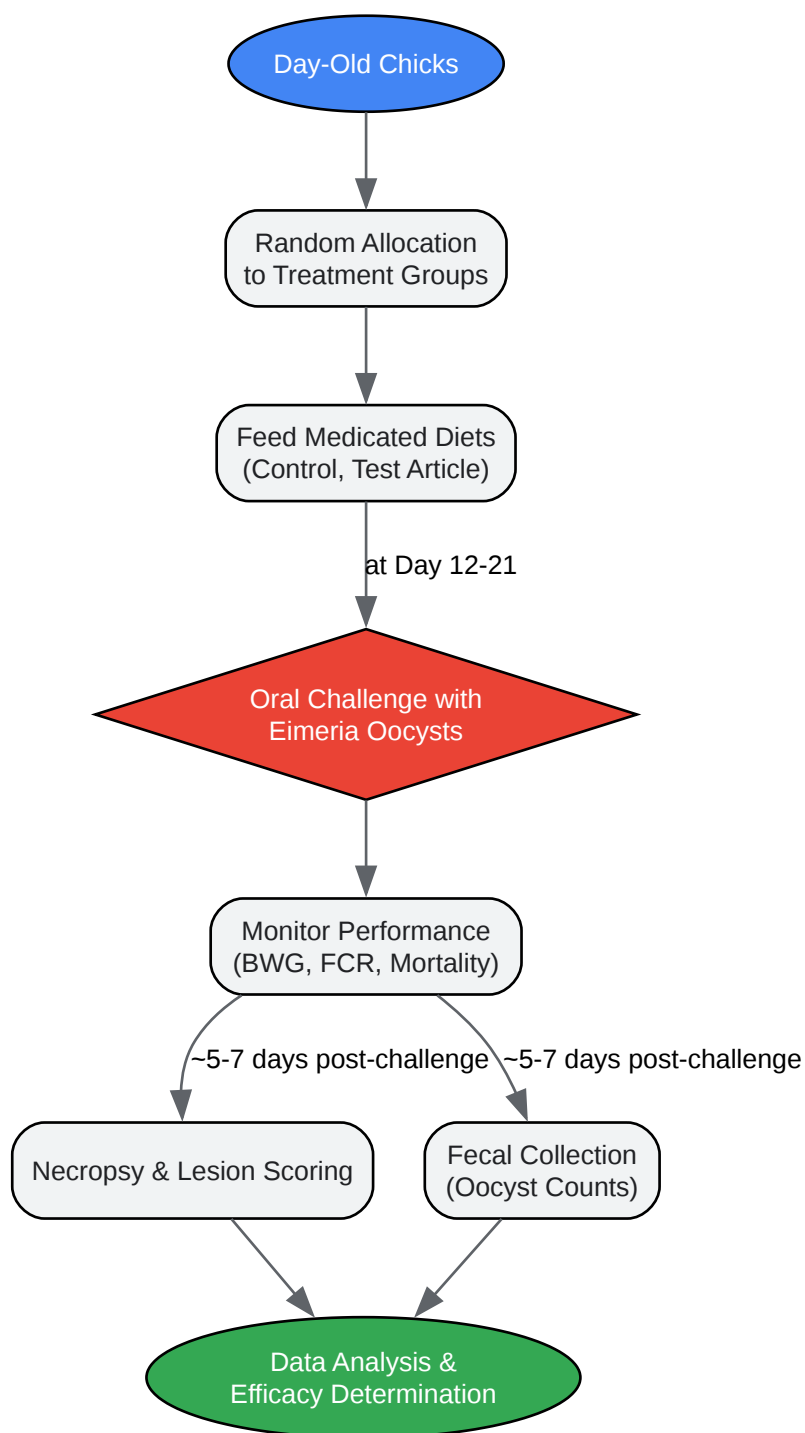 Day-Old Chicks
Random Allocation
to Treatment Groups
Feed Medicated Diets
(Control, Test Article)
at Day 12-21
Oral Challenge with
Eimeria Oocysts
Monitor Performance
(BWG, FCR, Mortality)
~5-7 days post-challenge
~5-7 days post-challenge
Necropsy & Lesion Scoring
Fecal Collection
(Oocyst Counts)
Data Analysis &
Efficacy Determination